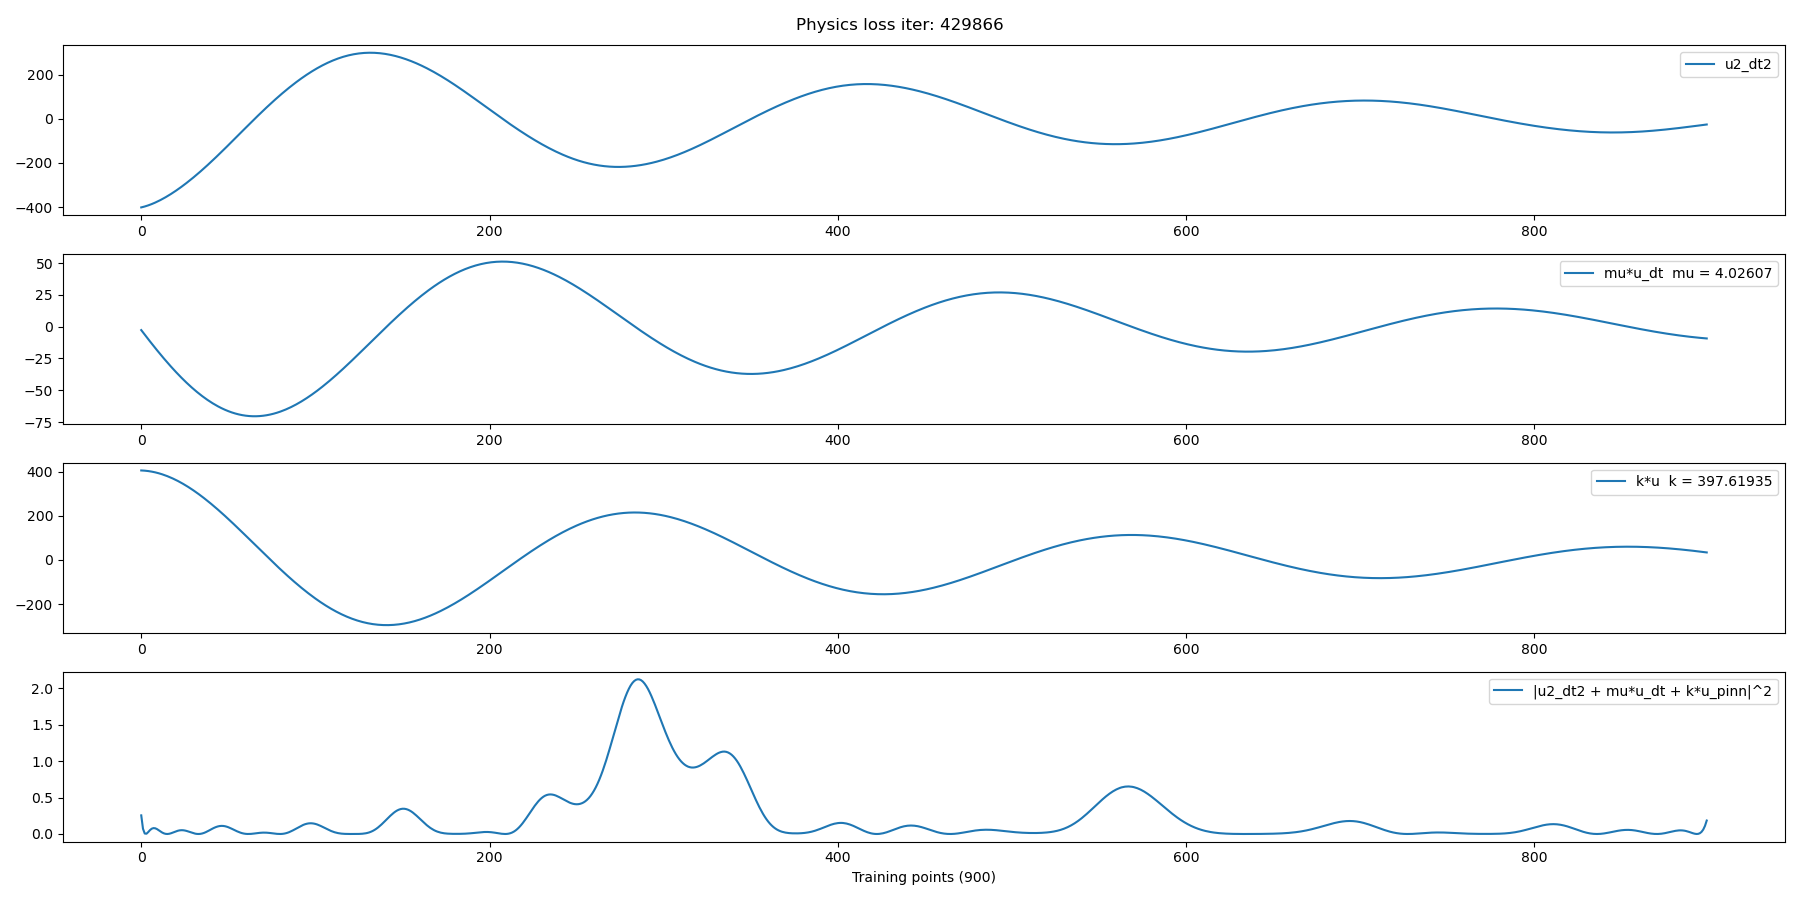 Physics loss iter: 429866
200
0
−200
−400
u2_dt2
0 200 400 600 800
50
25
0
−25
−50
−75
mu*u_dt  mu = 4.02607
0 200 400 600 800
400
200
0
−200
k*u  k = 397.61935
0 200 400 600 800
2.0
1.5
1.0
0.5
0.0
|u2_dt2 + mu*u_dt + k*u_pinn|^2
0 200 400 600 800
Training points (900)